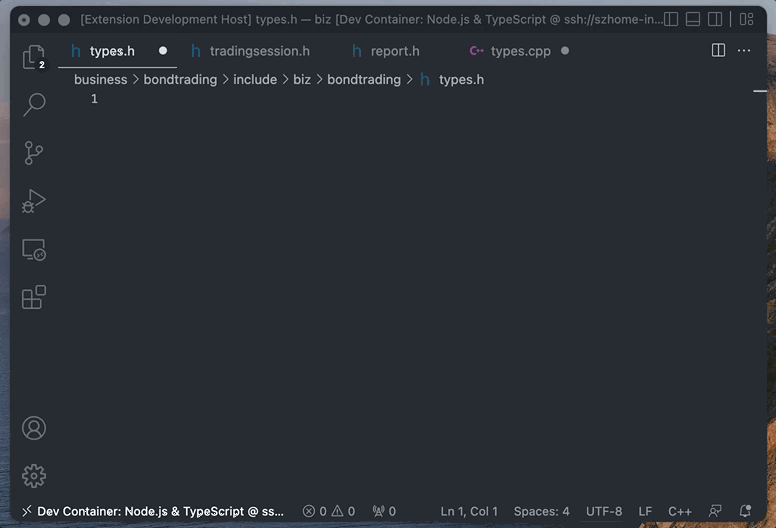 [Extension Development Host] types.h — biz [Dev Container: Node.js & TypeScript @ ssh://szhome-in...
h types.h h tradingsession.h h report.h C++ types.cpp
2
business > bondtrading > include > biz > bondtrading > h types.h
1
Dev Container: Node.js & TypeScript @ ss... 0 0 0 Ln 1, Col 1 Spaces: 4 UTF-8 LF C++